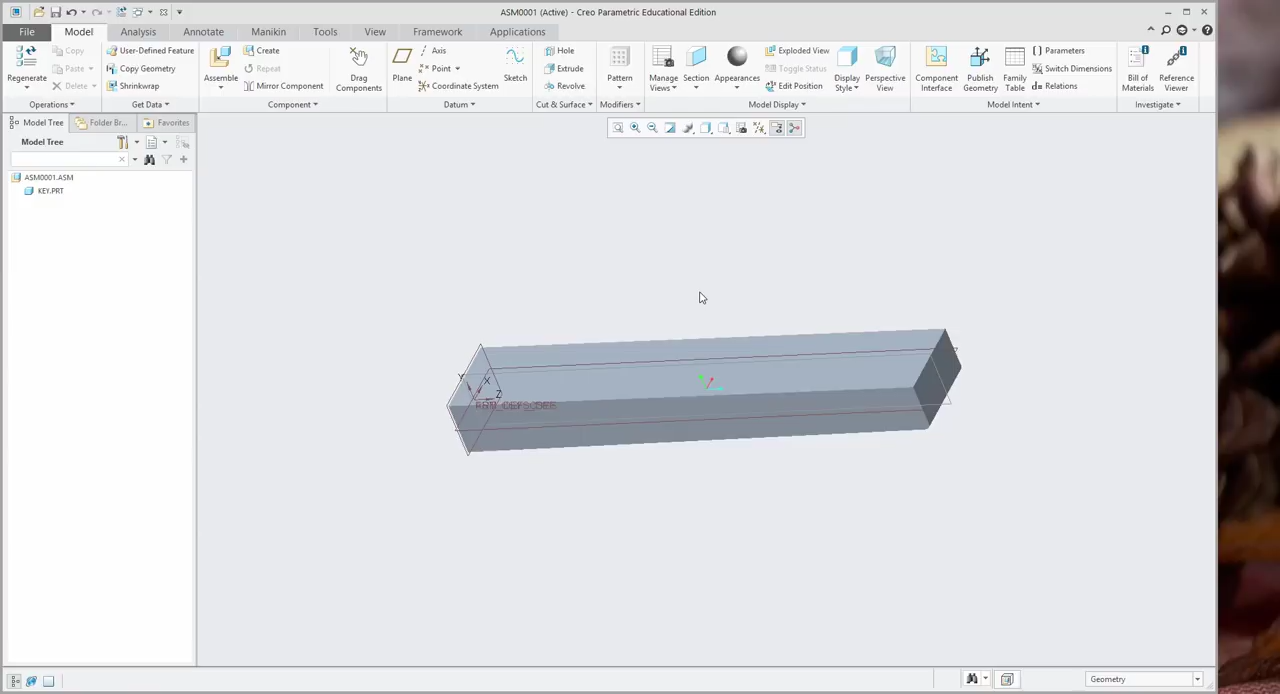 ASM0001 (Active) - Creo Parametric Educational Edition
File Model Analysis Annotate Manikin Tools View Framework Applications
Regenerate
Copy
Paste
Delete
User-Defined Feature
Copy Geometry
Shrinkwrap
Assemble
Create
Repeat
Mirror Component
Drag Components
Plane
Axis
Point
Coordinate System
Sketch
Hole
Extrude
Revolve
Pattern
Manage Views
Section
Appearances
Exploded View
Toggle Status
Edit Position
Display Style
Perspective View
Component Interface
Publish Geometry
Family Table
Parameters
Switch Dimensions
Relations
Bill of Materials
Reference Viewer
Operations Get Data Component Datum Cut & Surface Modifiers Model Display Model Intent Investigate
Model Tree Folder Br... Favorites
Model Tree
ASM0001.ASM
KEY.PRT
Y
X
Z
Geometry